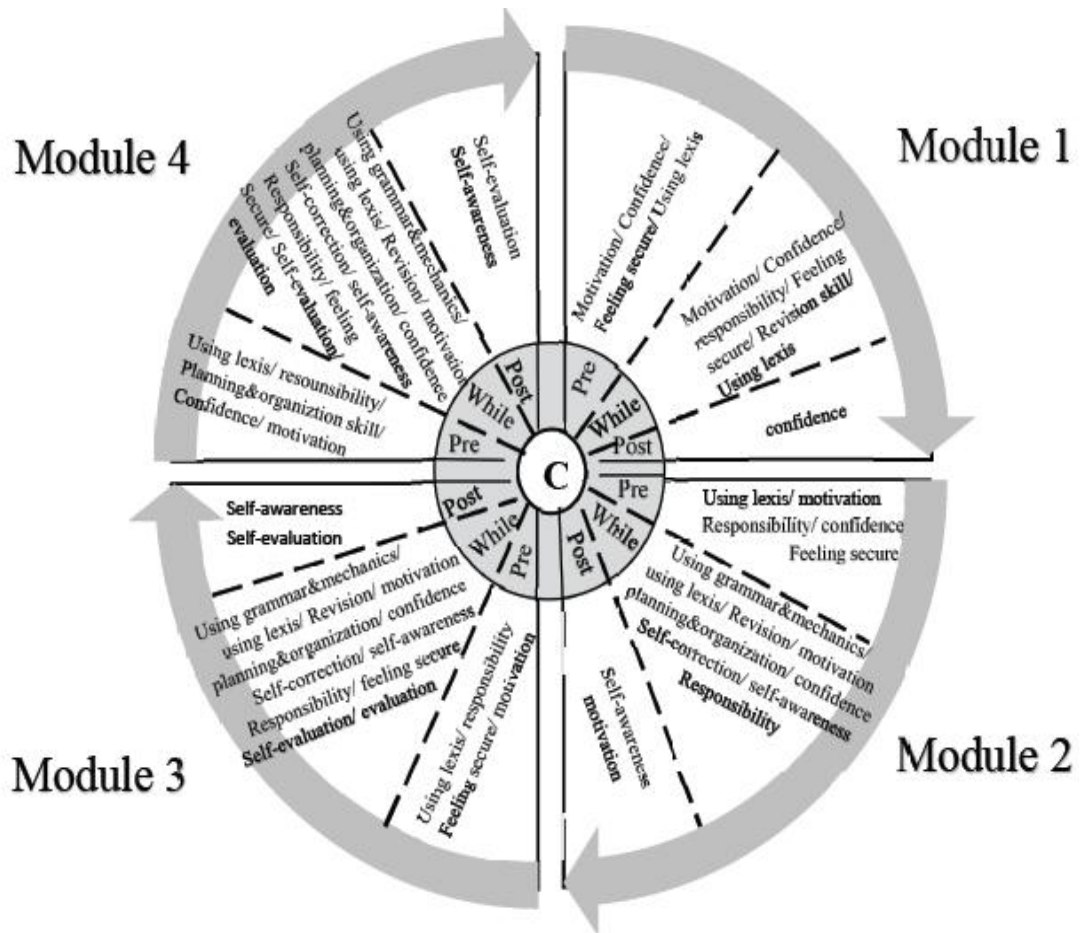 Module 1
Pre
Motivation/ Confidence/
Feeling secure/ Using lexis
While
Motivation/ Confidence/
responsibility/ Feeling
secure/ Revision skill/
Using lexis
Post
confidence
Module 2
Pre
Using lexis/ motivation
Responsibility/ confidence
Feeling secure
While
Using grammar&mechanics/
using lexis/ Revision/ motivation
planning&organization/ confidence
Self-correction/ self-awareness
Responsibility
Post
Self-awareness
motivation
Module 3
Pre
Using lexis/ responsibility
Feeling secure/ motivation
While
Using grammar&mechanics/
using lexis/ Revision/ motivation
planning&organization/ confidence
Self-correction/ self-awareness
Responsibility/ feeling secure
Self-evaluation/ evaluation
Post
Self-awareness
Self-evaluation
Module 4
Pre
Using lexis/ resounsibility/
Planning&organiztion skill/
Confidence/ motivation
While
Using grammar&mechanics/
using lexis/ Revision/ motivation
planning&organization/ confidence
Self-correction/ self-awareness
Responsibility/ feeling
Secure/ Self-evaluation/
evaluation
Post
Self-evaluation
Self-awareness
C